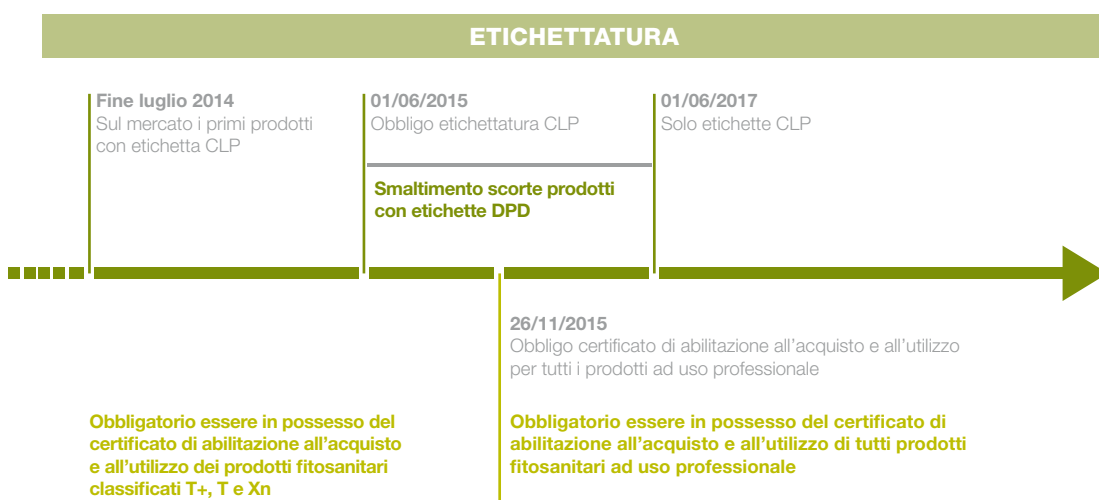 ETICHETTATURA
Fine luglio 2014
Sul mercato i primi prodotti
con etichetta CLP
01/06/2015
Obbligo etichettatura CLP
Smaltimento scorte prodotti
con etichette DPD
01/06/2017
Solo etichette CLP
26/11/2015
Obbligo certificato di abilitazione all'acquisto e all'utilizzo
per tutti i prodotti ad uso professionale
Obbligatorio essere in possesso del
certificato di abilitazione all'acquisto
e all'utilizzo dei prodotti fitosanitari
classificati T+, T e Xn
Obbligatorio essere in possesso del certificato di
abilitazione all'acquisto e all'utilizzo di tutti prodotti
fitosanitari ad uso professionale